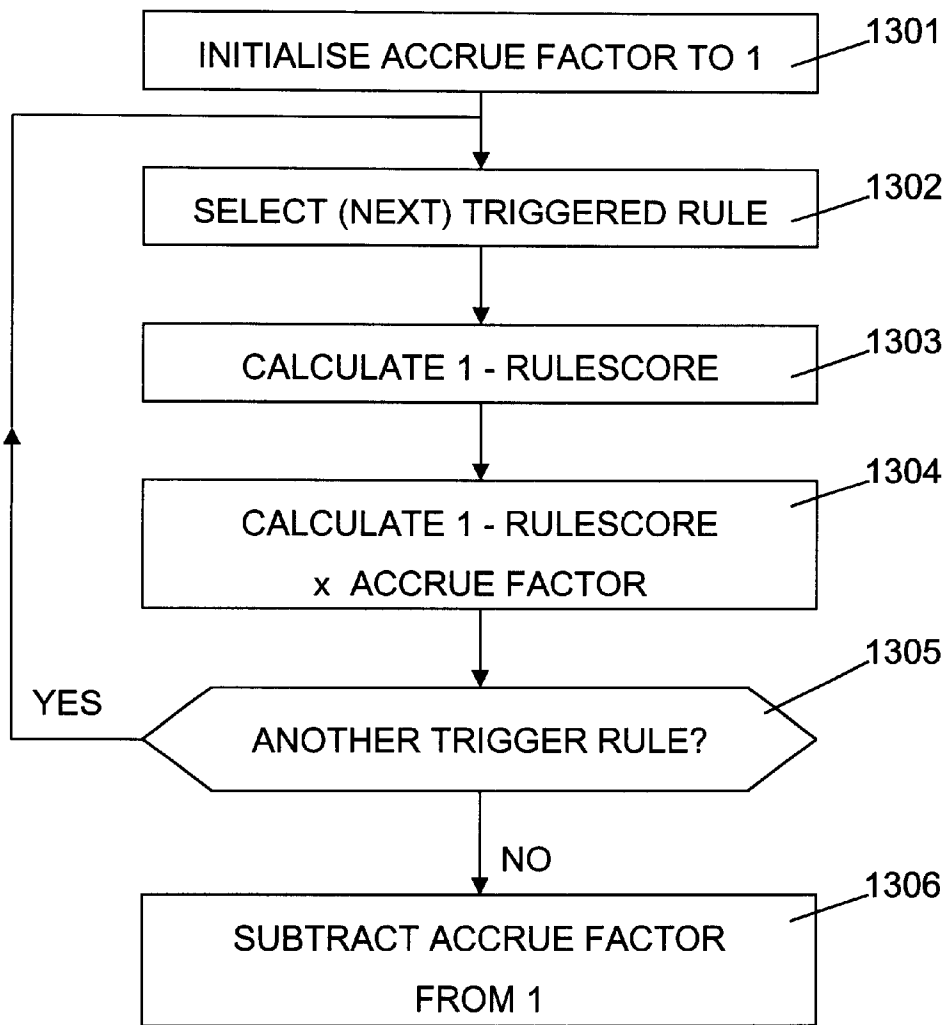 1301
INITIALISE ACCRUE FACTOR TO 1
1302
SELECT (NEXT) TRIGGERED RULE
1303
CALCULATE 1 - RULESCORE
1304
CALCULATE 1 - RULESCORE
x ACCRUE FACTOR
1305
YES
ANOTHER TRIGGER RULE?
NO
1306
SUBTRACT ACCRUE FACTOR
FROM 1